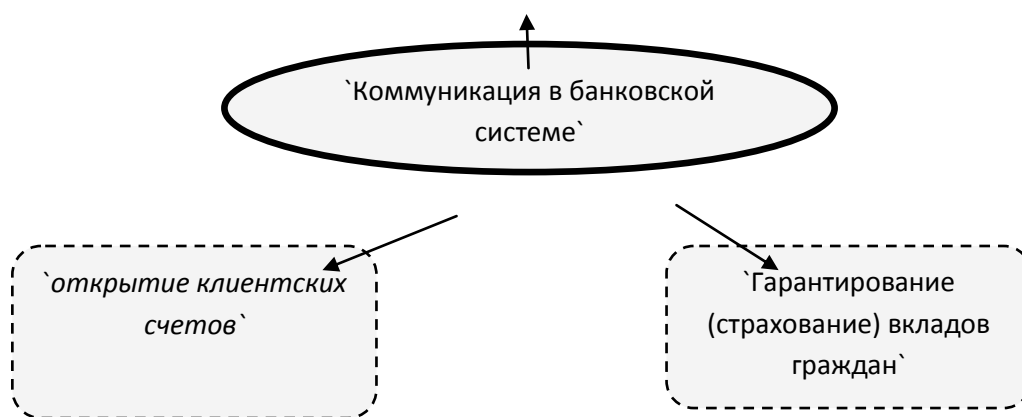 `Коммуникация в банковской
системе`
`открытие клиентских
счетов`
`Гарантирование
(страхование) вкладов
граждан`